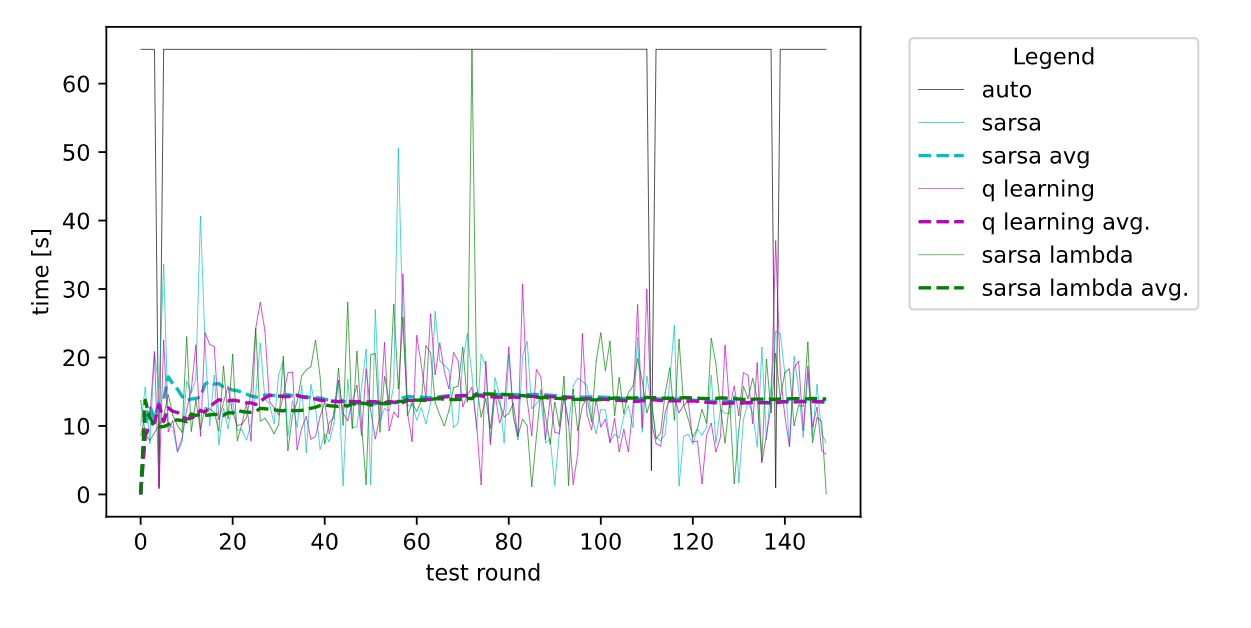 60
50
40
30
20
10
0
time [s]
0 20 40 60 80 100 120 140
test round
Legend
auto
sarsa
sarsa avg
q learning
q learning avg.
sarsa lambda
sarsa lambda avg.